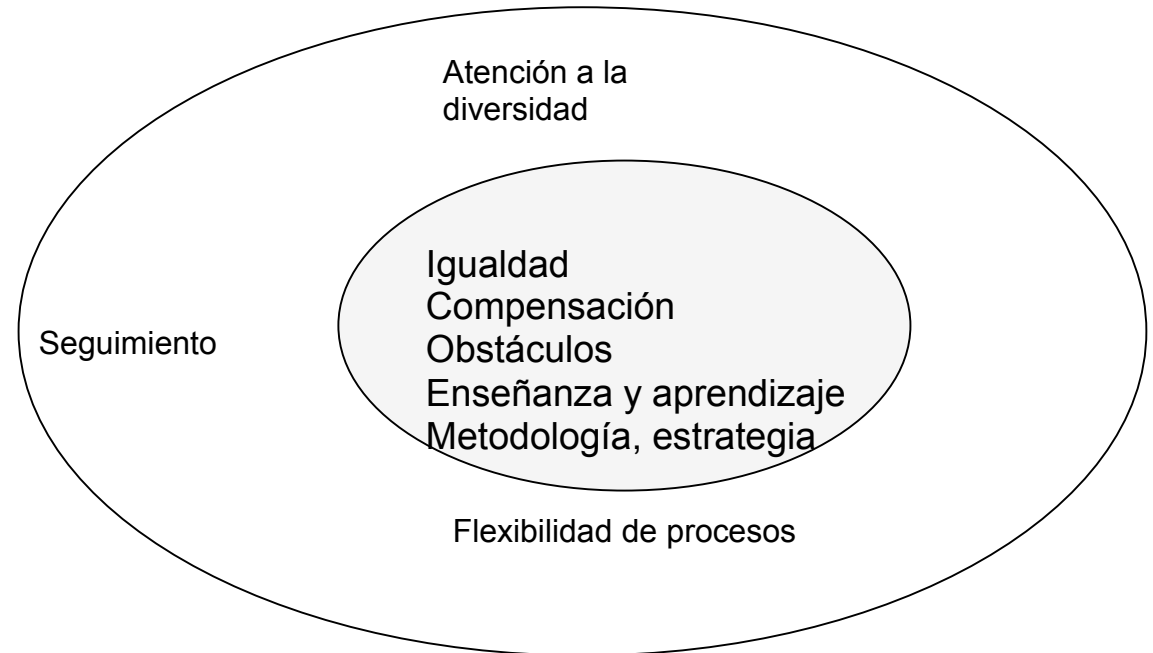 Atención a la
diversidad
Igualdad
Compensación
Obstáculos
Seguimiento
Enseñanza y aprendizaje
Metodología, estrategia
Flexibilidad de procesos